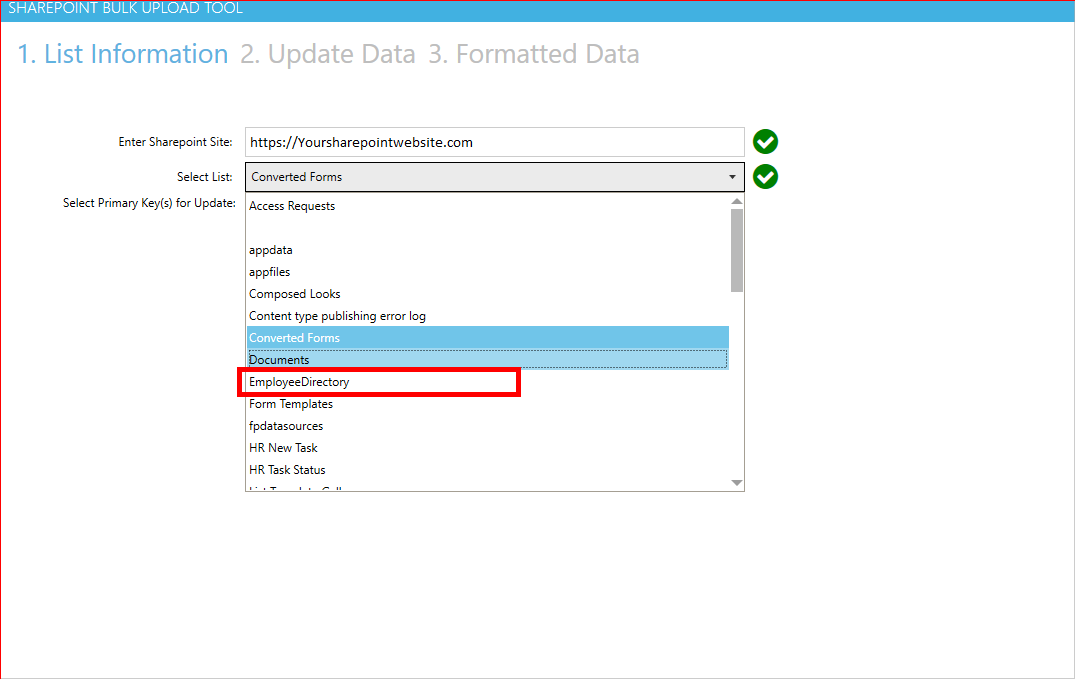 SHAREPOINT BULK UPLOAD TOOL
1. List Information 2. Update Data 3. Formatted Data
Enter Sharepoint Site: https://Yoursharepointwebsite.com
Select List: Converted Forms
Select Primary Key(s) for Update:
Access Requests
appdata
appfiles
Composed Looks
Content type publishing error log
Converted Forms
Documents
EmployeeDirectory
Form Templates
fpdatasources
HR New Task
HR Task Status
List Template